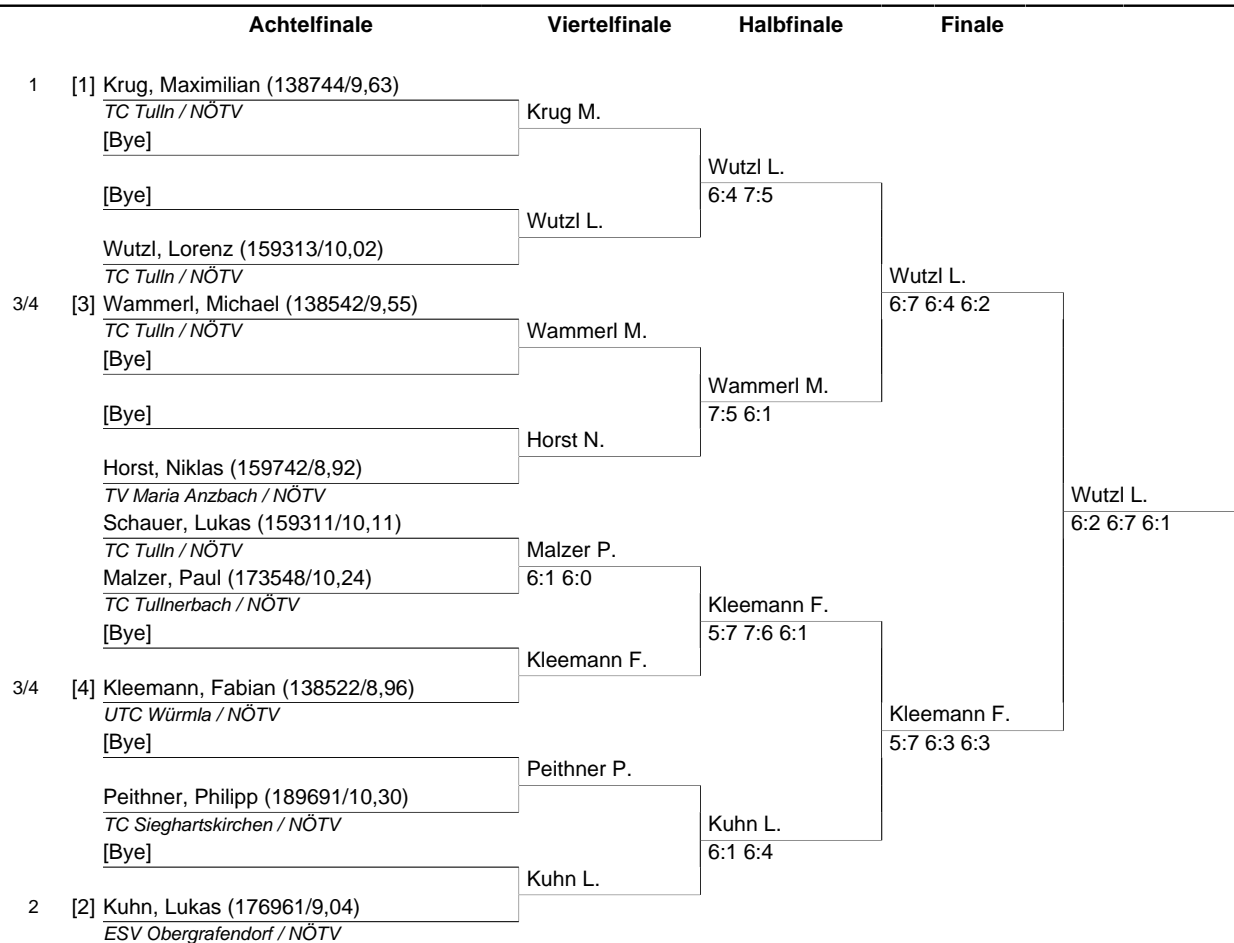 Achtelfinale Viertelfinale Halbfinale Finale
1 [1] Krug, Maximilian (138744/9,63)
TC Tulln / NÖTV
Krug M.
[Bye]
Wutzl L.
[Bye]
6:4 7:5
Wutzl L.
Wutzl, Lorenz (159313/10,02)
TC Tulln / NÖTV
Wutzl L.
3/4 [3] Wammerl, Michael (138542/9,55)
6:7 6:4 6:2
TC Tulln / NÖTV
Wammerl M.
[Bye]
Wammerl M.
[Bye]
7:5 6:1
Horst N.
Horst, Niklas (159742/8,92)
TV Maria Anzbach / NÖTV
Wutzl L.
Schauer, Lukas (159311/10,11)
6:2 6:7 6:1
TC Tulln / NÖTV
Malzer P.
Malzer, Paul (173548/10,24)
6:1 6:0
TC Tullnerbach / NÖTV
Kleemann F.
[Bye]
5:7 7:6 6:1
Kleemann F.
3/4 [4] Kleemann, Fabian (138522/8,96)
UTC Würmla / NÖTV
Kleemann F.
[Bye]
5:7 6:3 6:3
Peithner P.
Peithner, Philipp (189691/10,30)
TC Sieghartskirchen / NÖTV
Kuhn L.
[Bye]
6:1 6:4
Kuhn L.
2 [2] Kuhn, Lukas (176961/9,04)
ESV Obergrafendorf / NÖTV